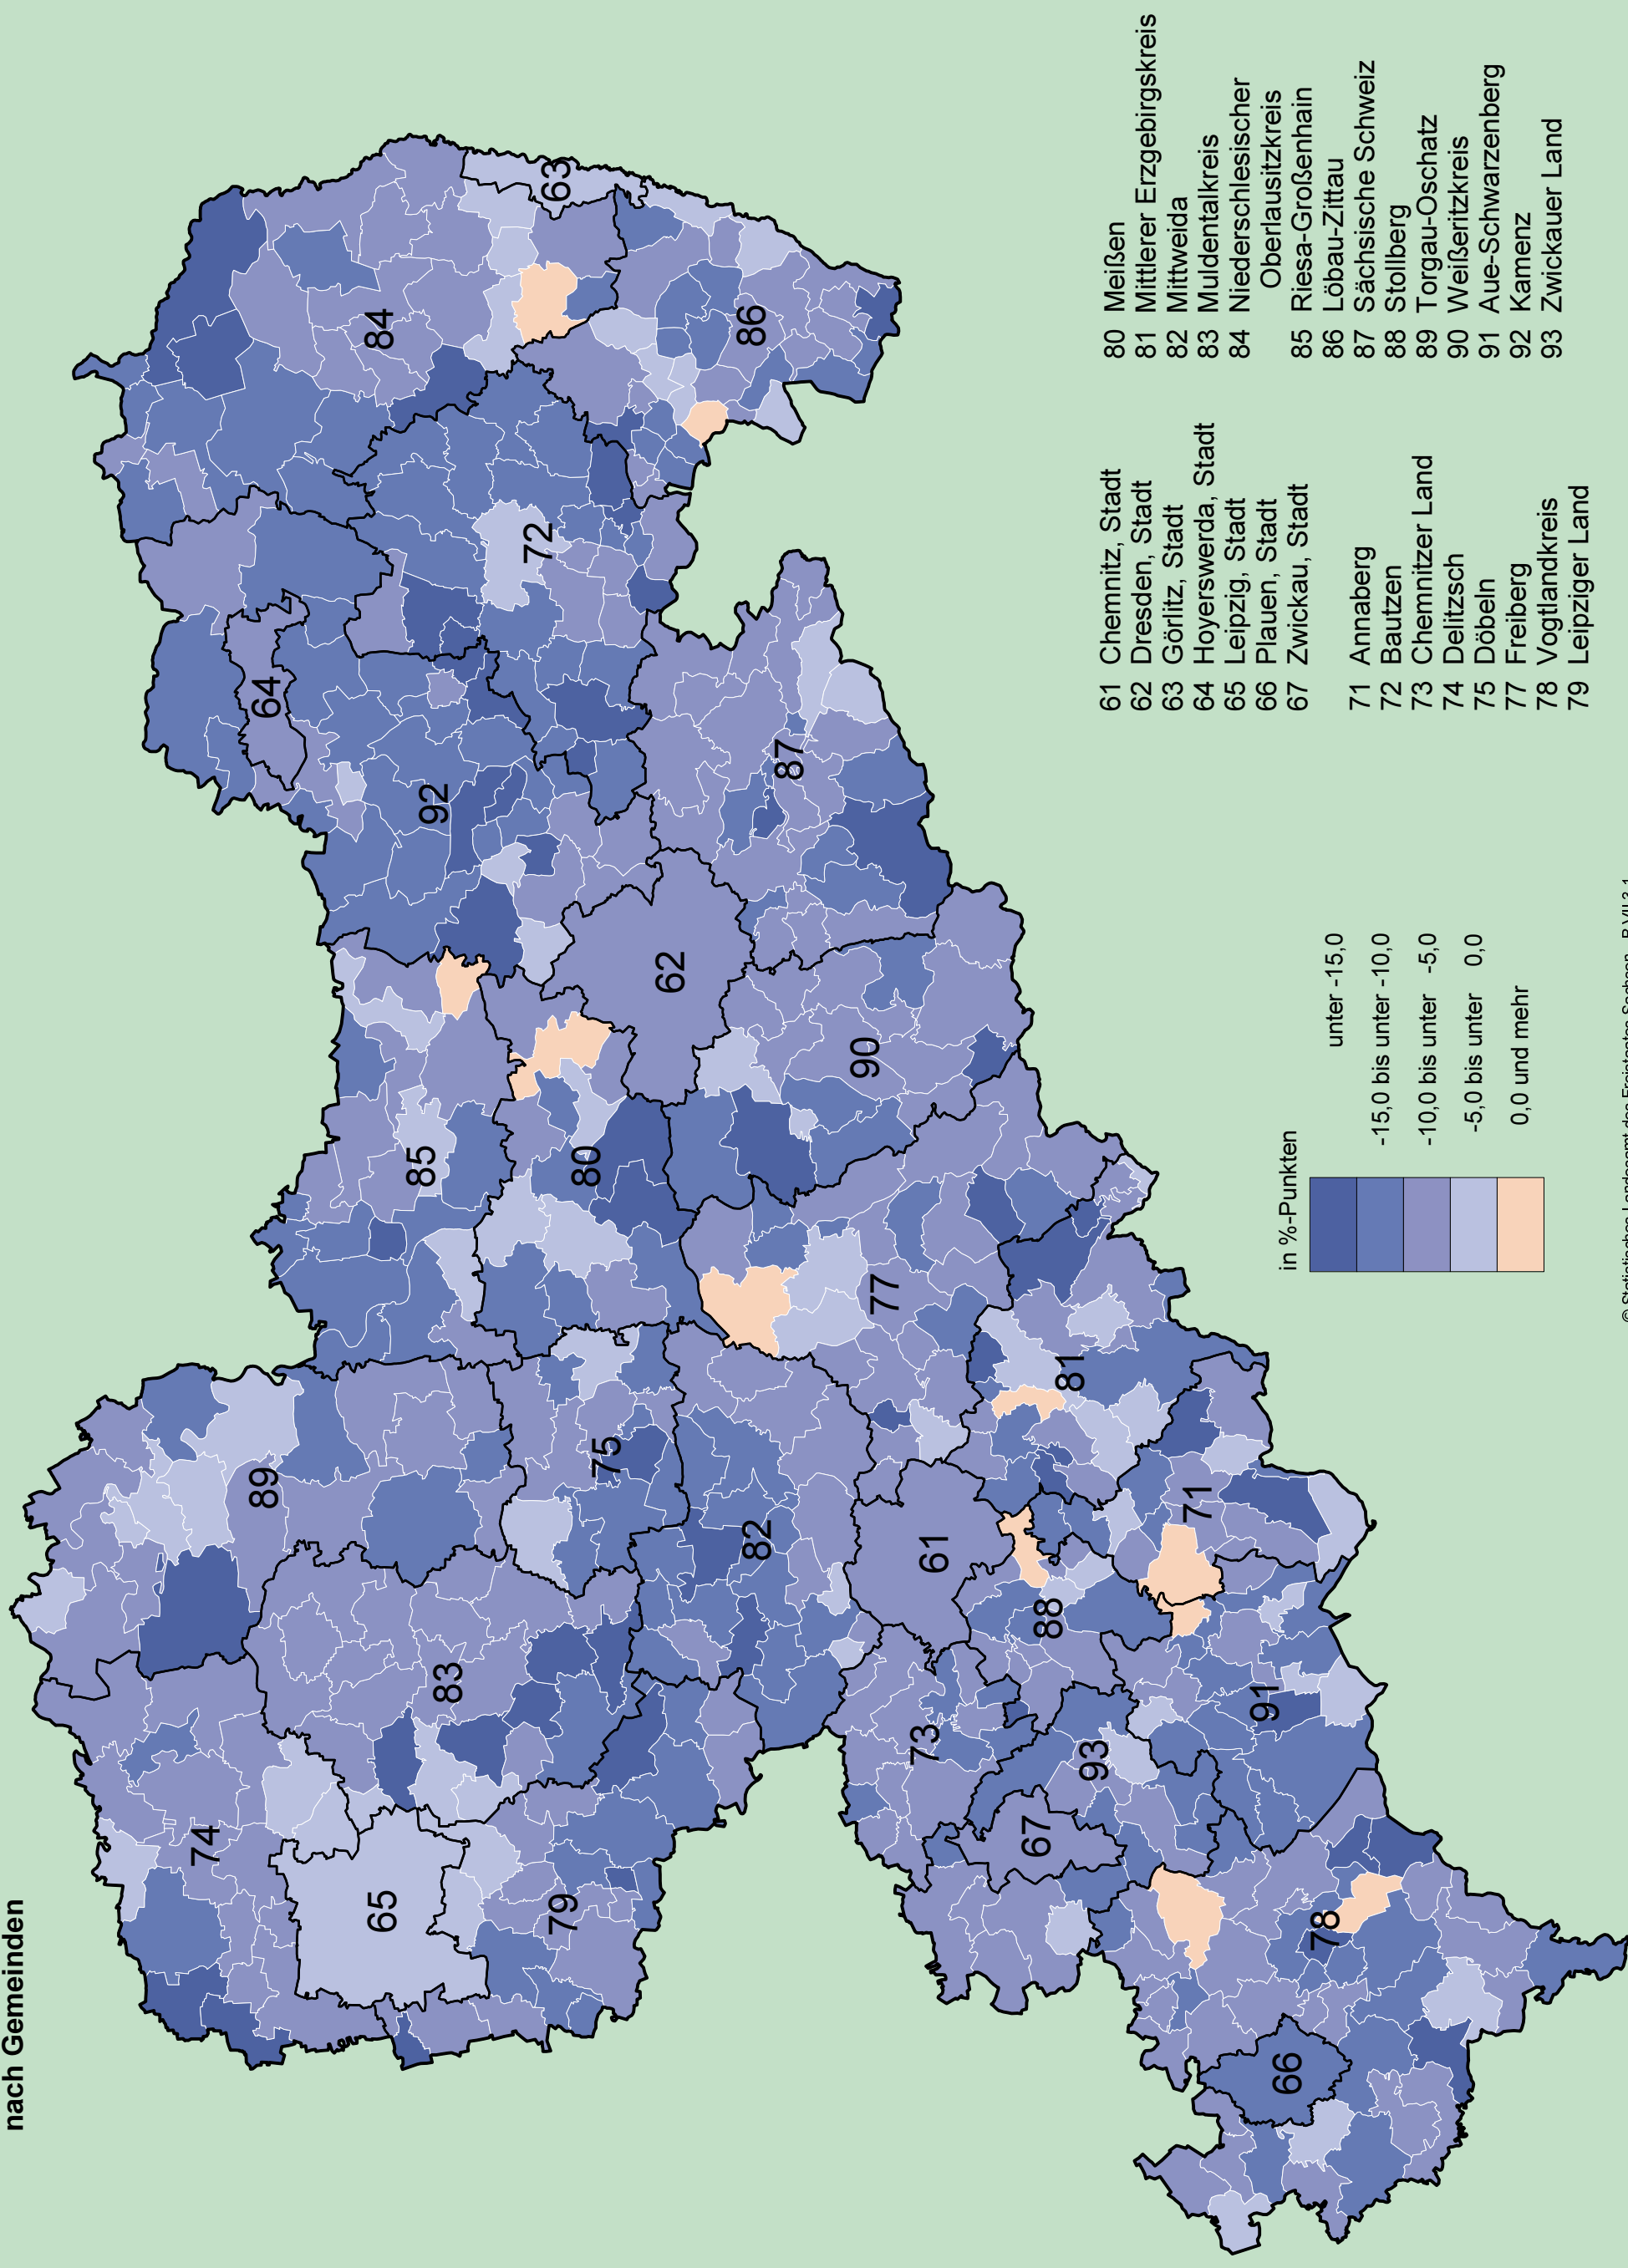 nach Gemeinden
84
63
86
72
64
92
87
62
85
80
90
77
89
75
81
82
71
61
88
83
73
91
74
93
67
65
79
78
66
61 Chemnitz, Stadt
62 Dresden, Stadt
63 Görlitz, Stadt
64 Hoyerswerda, Stadt
65 Leipzig, Stadt
66 Plauen, Stadt
67 Zwickau, Stadt
71 Annaberg
72 Bautzen
73 Chemnitzer Land
74 Delitzsch
75 Döbeln
77 Freiberg
78 Vogtlandkreis
79 Leipziger Land
80 Meißen
81 Mittlerer Erzgebirgskreis
82 Mittweida
83 Muldentalkreis
84 Niederschlesischer
Oberlausitzkreis
85 Riesa-Großenhain
86 Löbau-Zittau
87 Sächsische Schweiz
88 Stollberg
89 Torgau-Oschatz
90 Weißeritzkreis
91 Aue-Schwarzenberg
92 Kamenz
93 Zwickauer Land
in %-Punkten
unter -15,0
-15,0 bis unter -10,0
-10,0 bis unter -5,0
-5,0 bis unter 0,0
0,0 und mehr